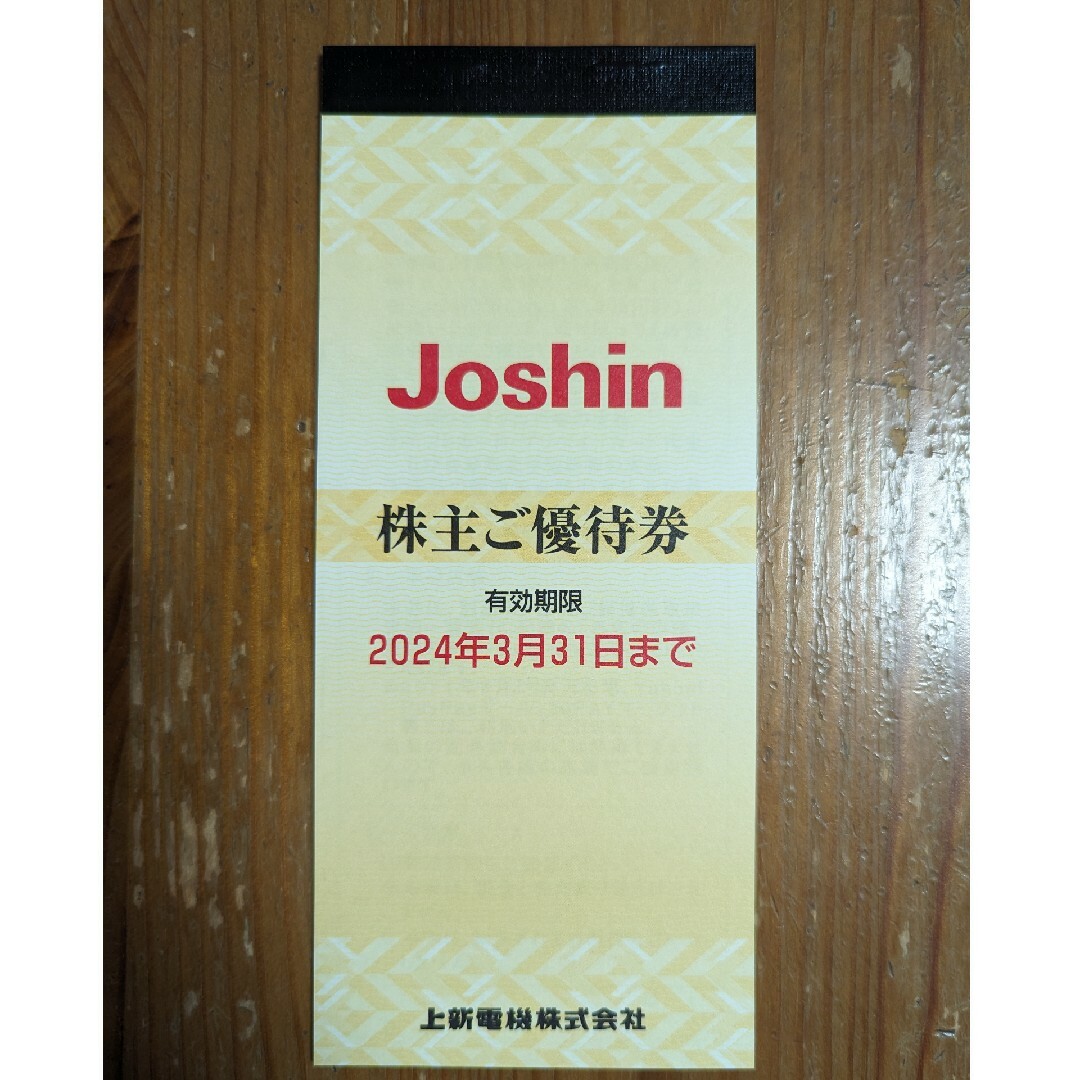 Joshin
株主ご優待券
有効期限
2024年3月31日まで
上新電機株式会社